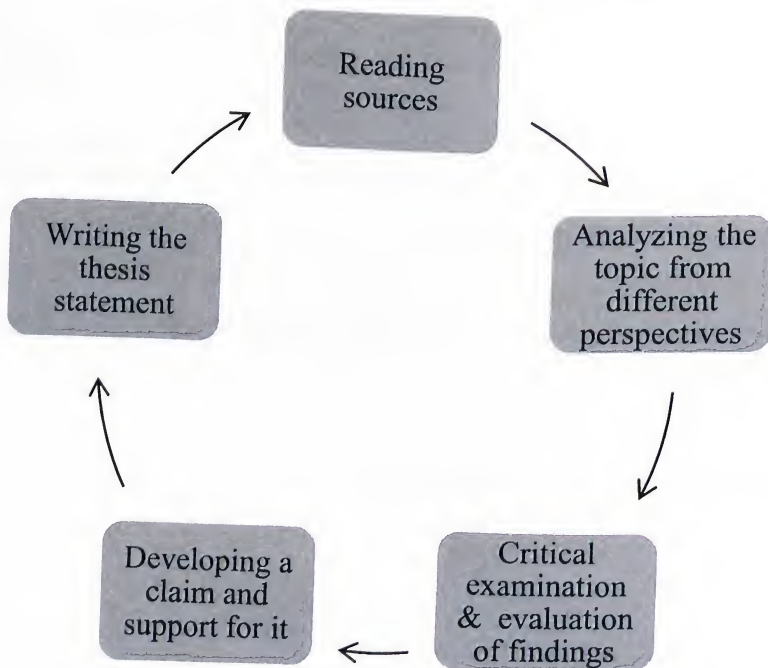 Reading
sources
Analyzing the
topic from
different
perspectives
Critical
examination
& evaluation
of findings
Developing a
claim and
support for it
Writing the
thesis
statement